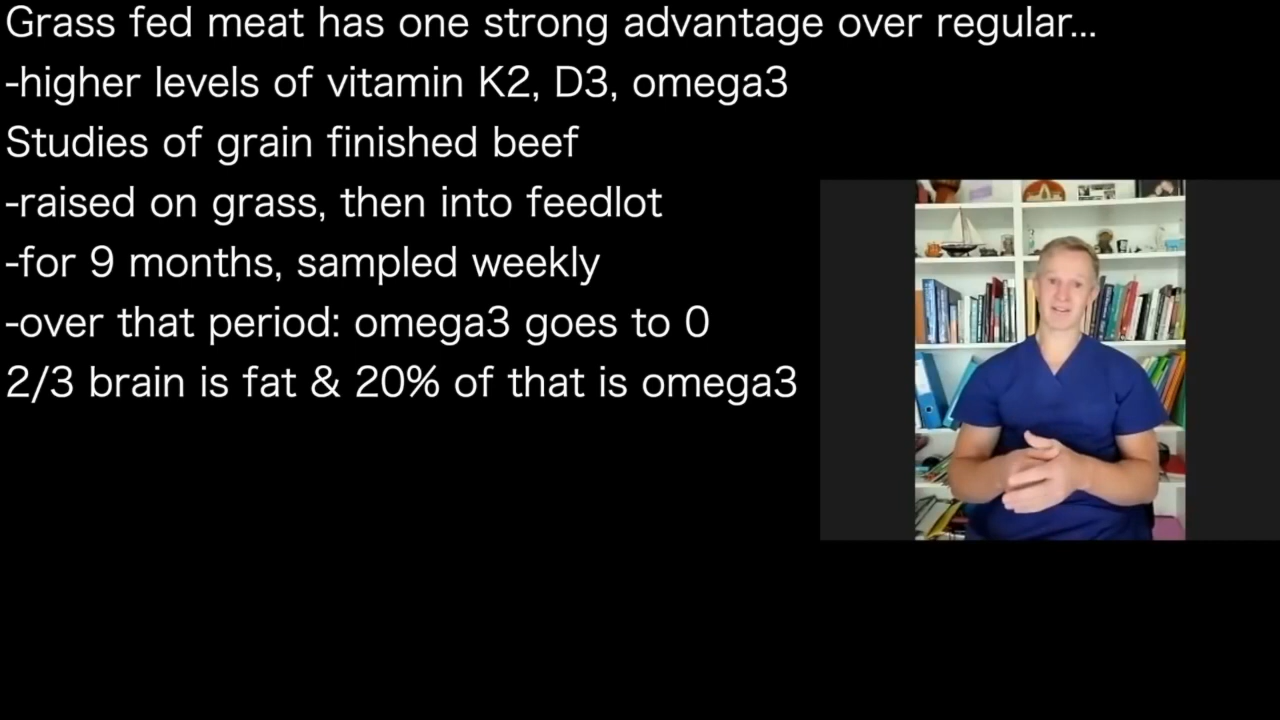 Grass fed meat has one strong advantage over regular...
-higher levels of vitamin K2, D3, omega3
Studies of grain finished beef
-raised on grass, then into feedlot
-for 9 months, sampled weekly
-over that period: omega3 goes to 0
2/3 brain is fat & 20% of that is omega3